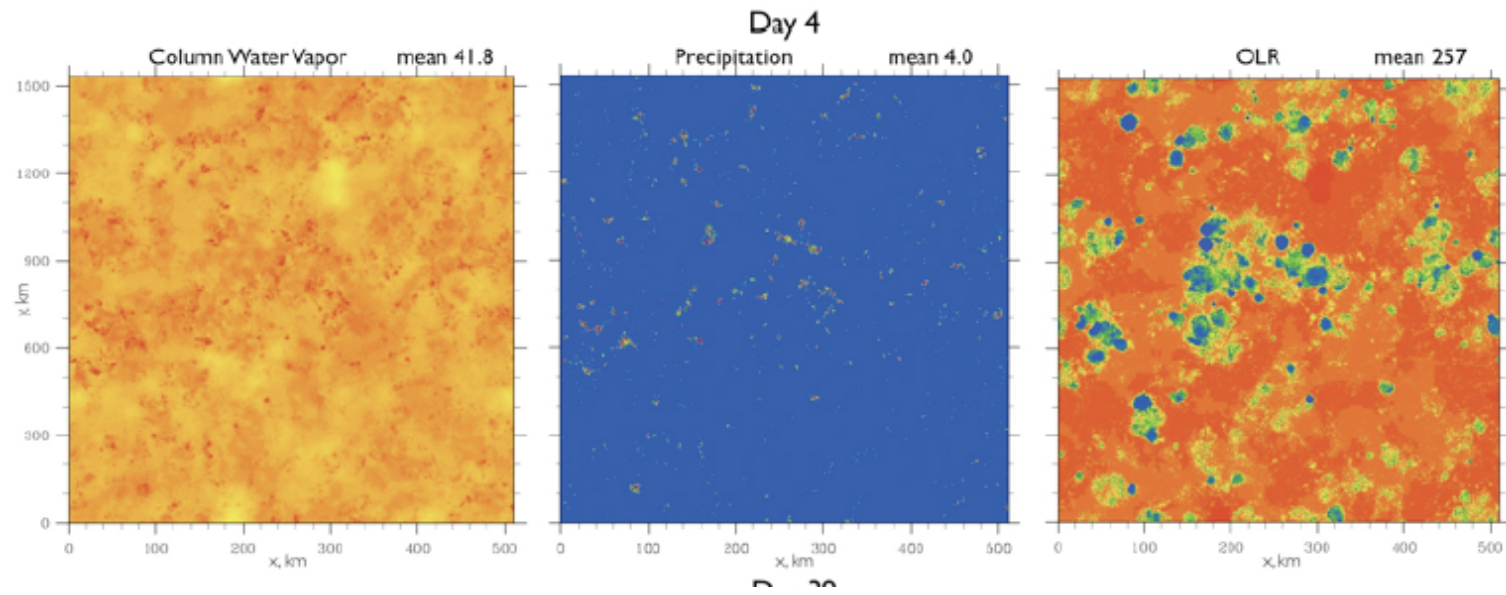 Day 4
Column Water Vapor mean 41.8
Precipitation mean 4.0
OLR mean 257
1500
1200
900
600
300
0
y, km
0 100 200 300 400 500
x, km
0 100 200 300 400 500
x, km
0 100 200 300 400 500
x, km